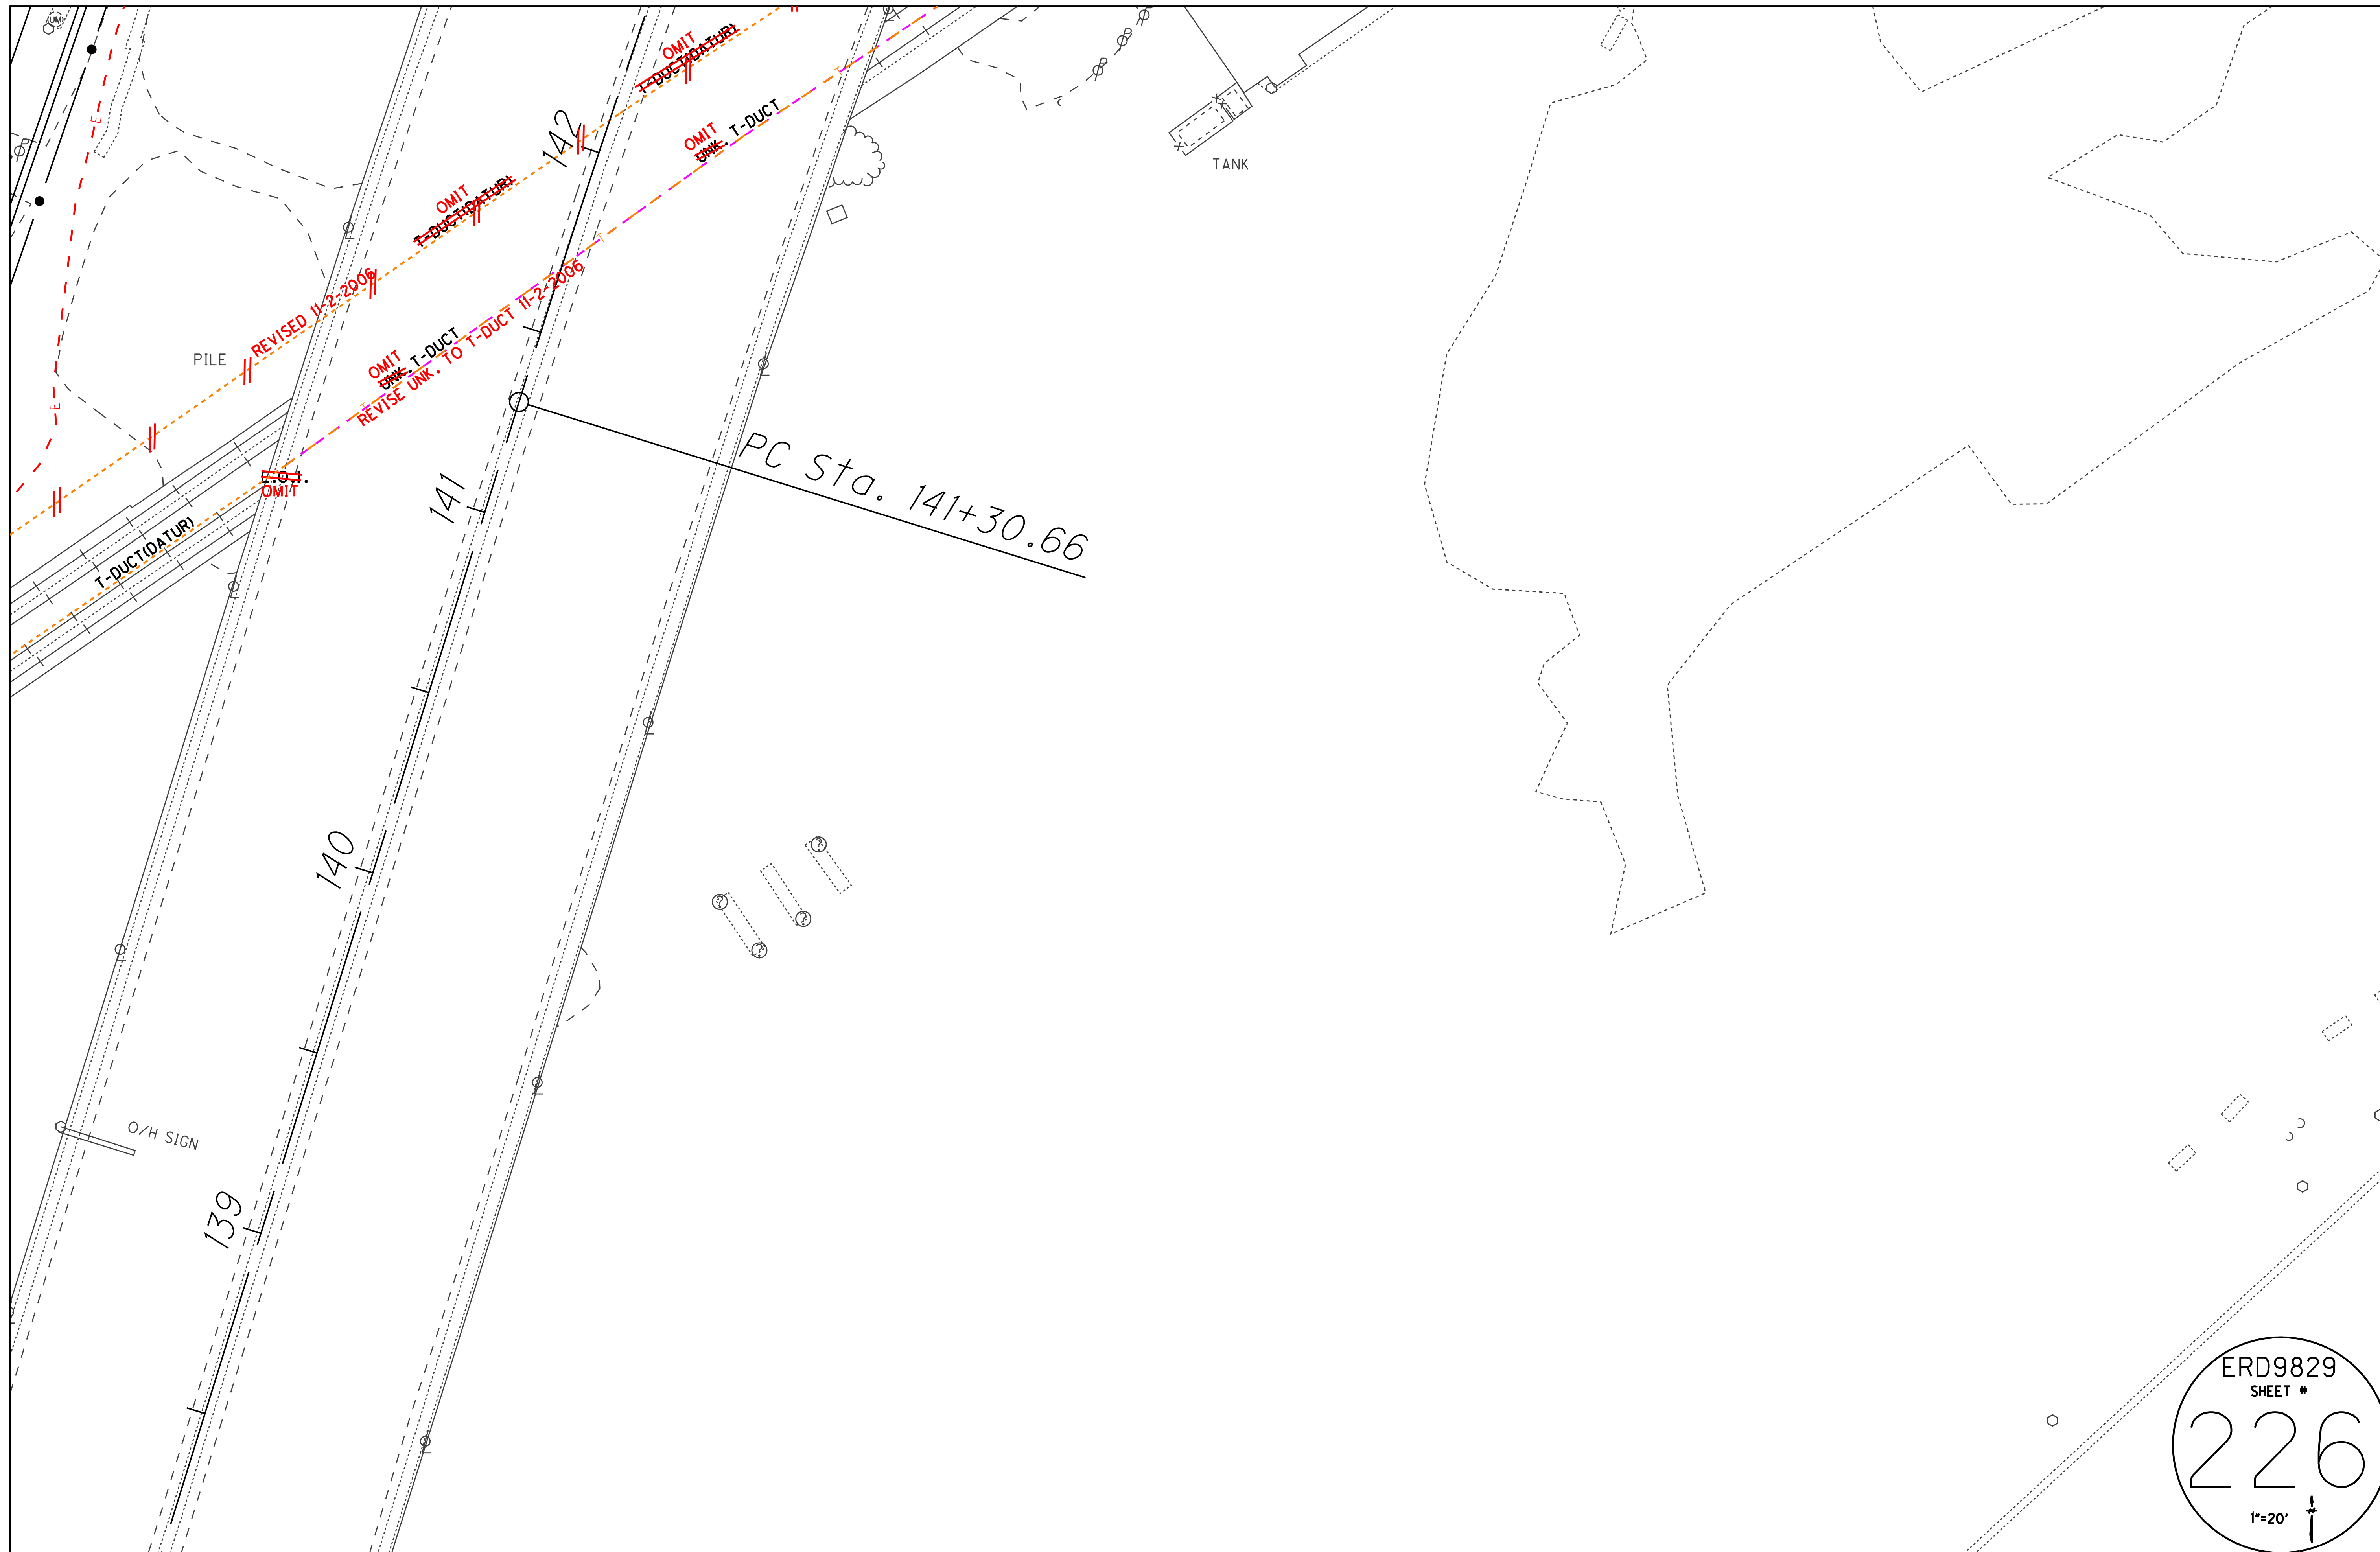 (UM)
OMIT
T-DUCT(DATUR)
142
OMIT
UNK. T-DUCT
TANK
E
OMIT
T-DUCT(DATUR)
REVISED 11-2-2006
PILE
OMIT
UNK. T-DUCT
REVISE UNK. TO T-DUCT 11-2-2006
E
PC Sta. 141+30.66
E.O.I.
OMIT
141
T-DUCT(DATUR)
140
?
?
?
?
O/H SIGN
139
ERD9829
SHEET #
226
1"=20'